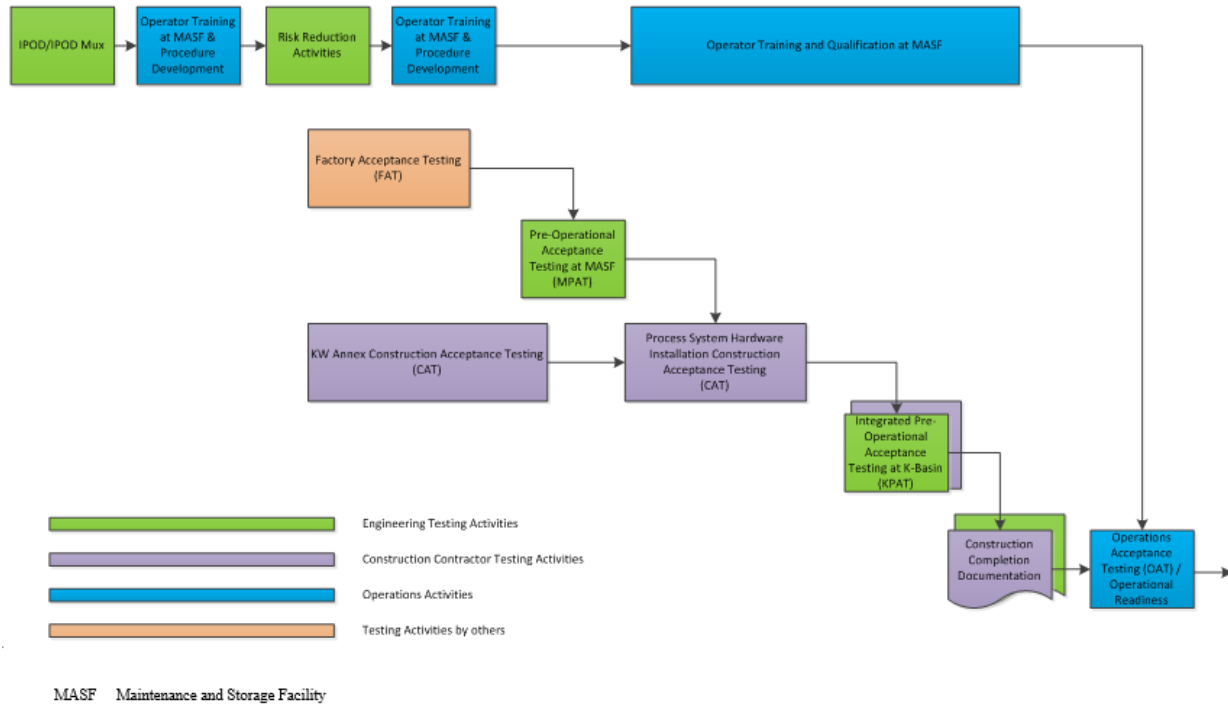 IPOD/IPOD Mux
Operator Training
at MASF &
Procedure
Development
Risk Reduction
Activities
Operator Training
at MASF &
Procedure
Development
Operator Training and Qualification at MASF
Factory Acceptance Testing
(FAT)
Pre-Operational
Acceptance
Testing at MASF
(MPAT)
KW Annex Construction Acceptance Testing
(CAT)
Process System Hardware
Installation Construction
Acceptance Testing
(CAT)
Integrated Pre-
Operational
Acceptance
Testing at K-Basin
(KPAT)
Construction
Completion
Documentation
Operations
Acceptance
Testing (OAT) /
Operational
Readiness
Engineering Testing Activities
Construction Contractor Testing Activities
Operations Activities
Testing Activities by others
MASF Maintenance and Storage Facility